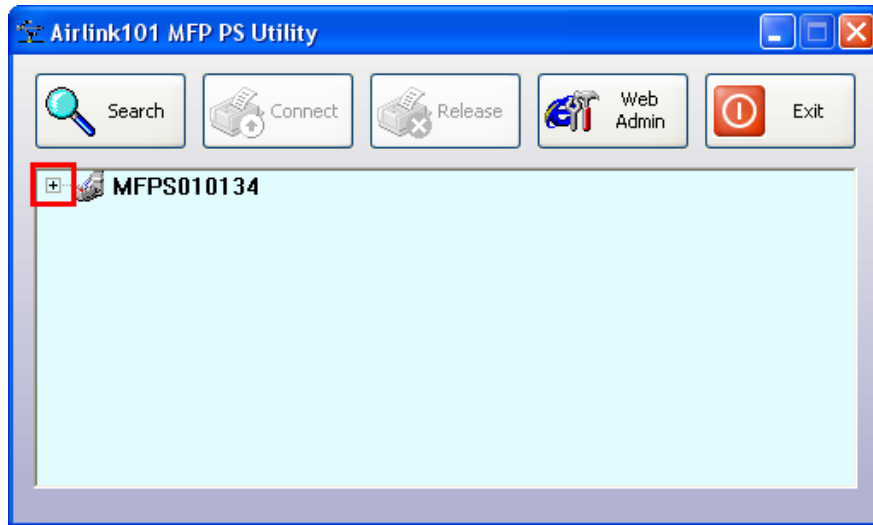 Airlink101 MFP PS Utility
Search
Connect
Release
Web
Admin
Exit
MFPS010134